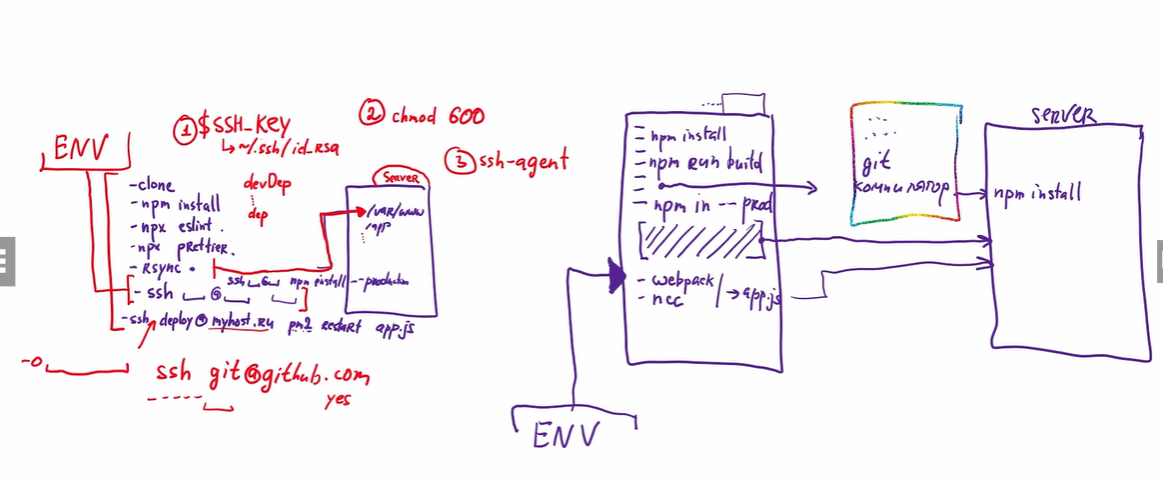 ENV
① $SSH_KEY
↳ ~/.ssh/id_rsa
② chmod 600
③ ssh-agent
devDep
dep
- clone
- npm install
- npx eslint .
- npx prettier .
- rsync .
- ssh @
ssh @ npm install --production
- ssh deploy@myhost.ru pm2 restart app.js
-o
ssh git@github.com
yes
server
/var/www
/app
- npm install
- npm run build
- npm in -- prod
- webpack
- ncc
→ app.js
ENV
git
компилятор
server
npm install